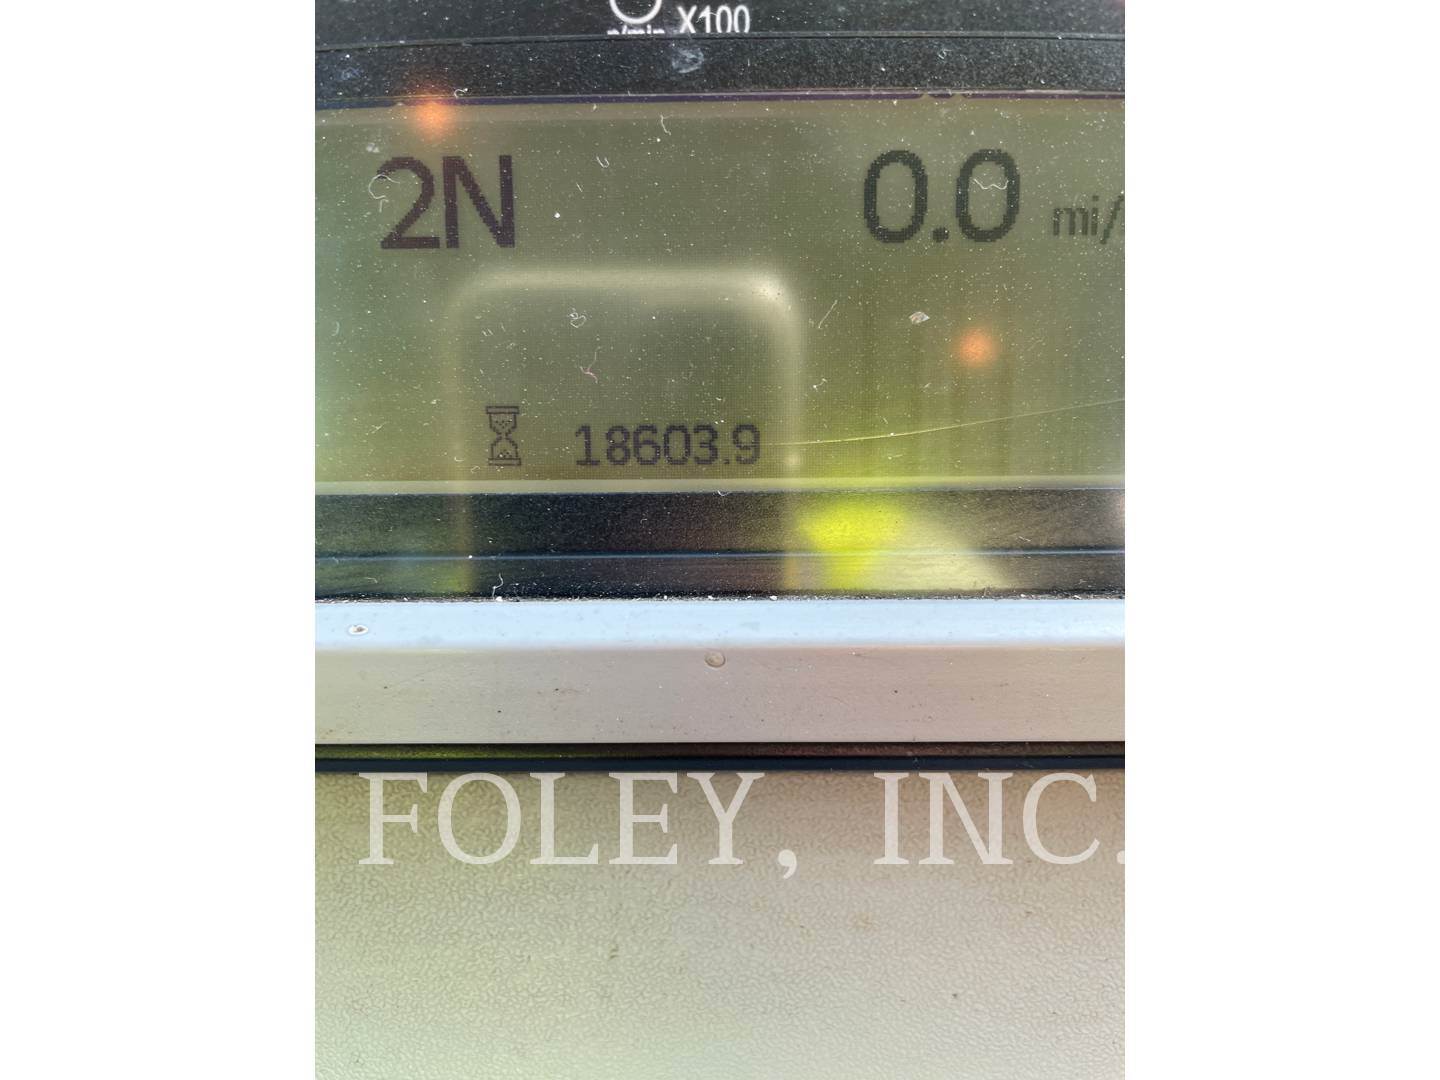 X100
2N 0.0 mi/
18603.9
FOLEY, INC.